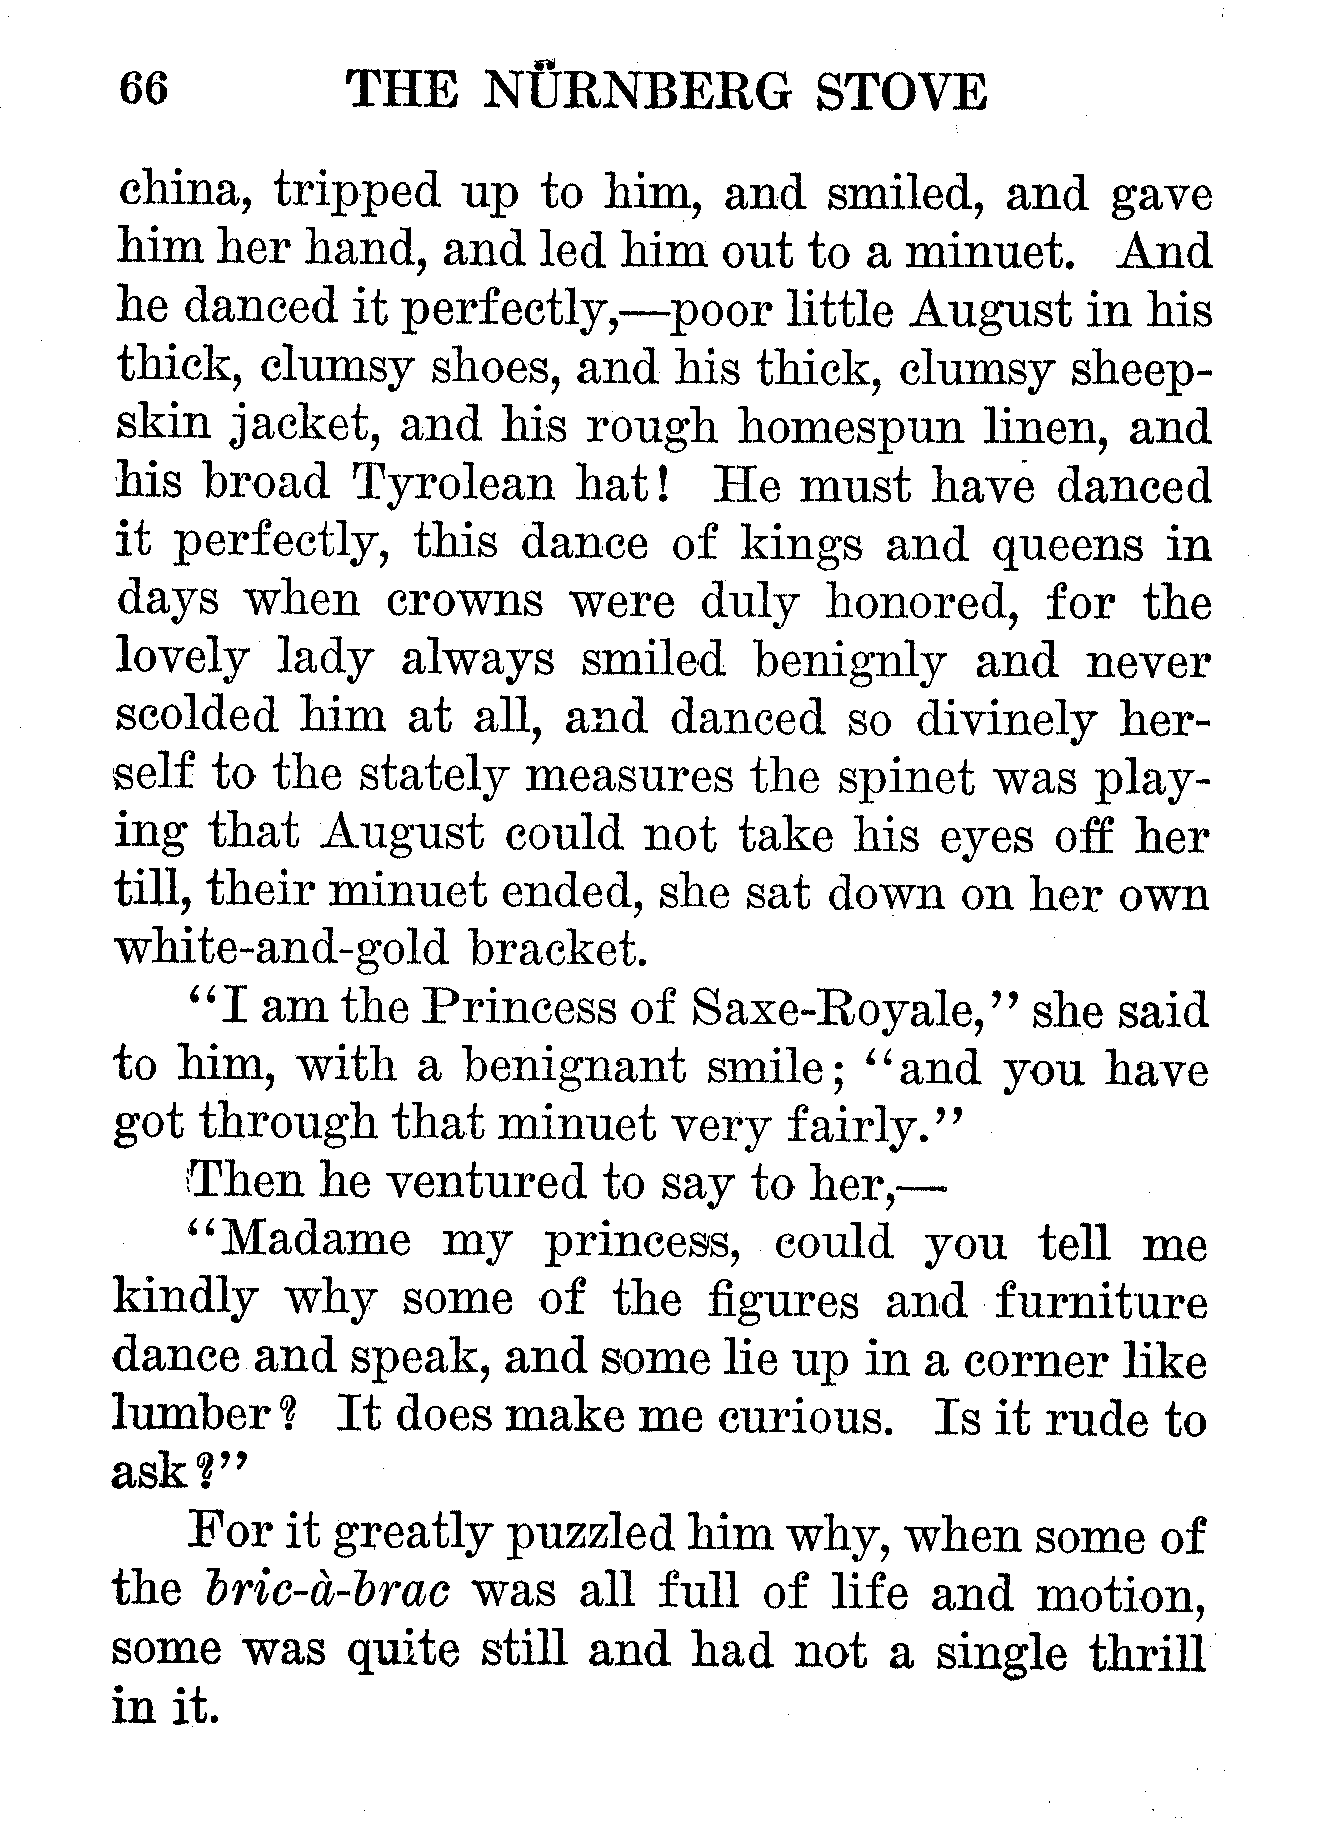 66 THE NÜRNBERG STOVE
china, tripped up to him, and smiled, and gave
him her hand, and led him out to a minuet. And
he danced it perfectly,—poor little August in his
thick, clumsy shoes, and his thick, clumsy sheep-
skin jacket, and his rough homespun linen, and
his broad Tyrolean hat! He must have danced
it perfectly, this dance of kings and queens in
days when crowns were duly honored, for the
lovely lady always smiled benignly and never
scolded him at all, and danced so divinely her-
self to the stately measures the spinet was play-
ing that August could not take his eyes off her
till, their minuet ended, she sat down on her own
white-and-gold bracket.
“I am the Princess of Saxe-Royale,” she said
to him, with a benignant smile; “and you have
got through that minuet very fairly.”
Then he ventured to say to her,—
“Madame my princess, could you tell me
kindly why some of the figures and furniture
dance and speak, and some lie up in a corner like
lumber? It does make me curious. Is it rude to
ask?”
For it greatly puzzled him why, when some of
the bric-à-brac was all full of life and motion,
some was quite still and had not a single thrill
in it.